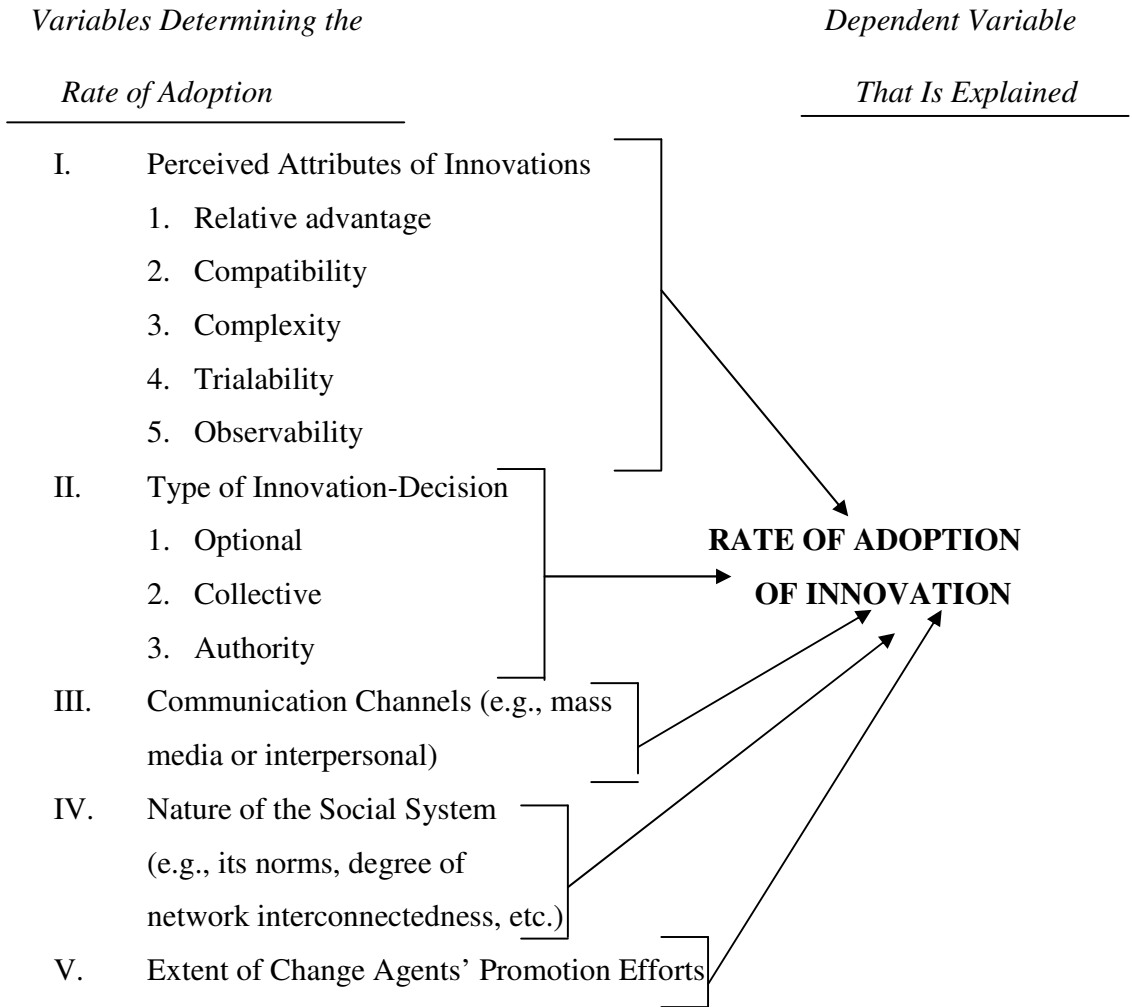 Variables Determining the
Rate of Adoption
Dependent Variable
That Is Explained
I. Perceived Attributes of Innovations
1. Relative advantage
2. Compatibility
3. Complexity
4. Trialability
5. Observability
II. Type of Innovation-Decision
1. Optional
2. Collective
3. Authority
III. Communication Channels (e.g., mass
media or interpersonal)
IV. Nature of the Social System
(e.g., its norms, degree of
network interconnectedness, etc.)
V. Extent of Change Agents’ Promotion Efforts
RATE OF ADOPTION
OF INNOVATION